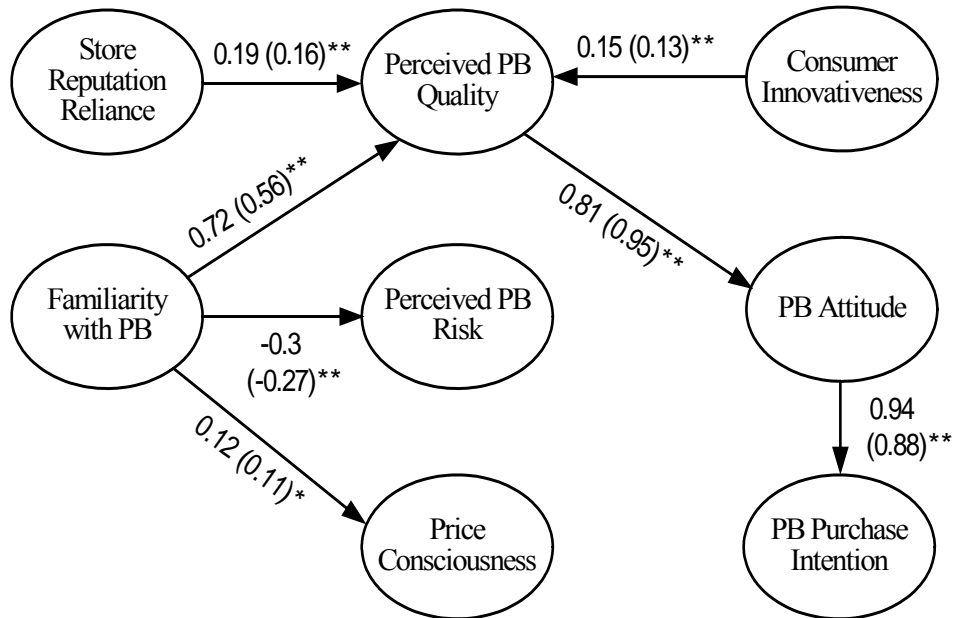 Store
Reputation
Reliance
0.19 (0.16)**
Perceived PB
Quality
0.15 (0.13)**
Consumer
Innovativeness
0.72 (0.56)**
0.81 (0.95)**
Familiarity
with PB
-0.3
(-0.27)**
Perceived PB
Risk
PB Attitude
0.12 (0.11)*
0.94
(0.88)**
Price
Consciousness
PB Purchase
Intention